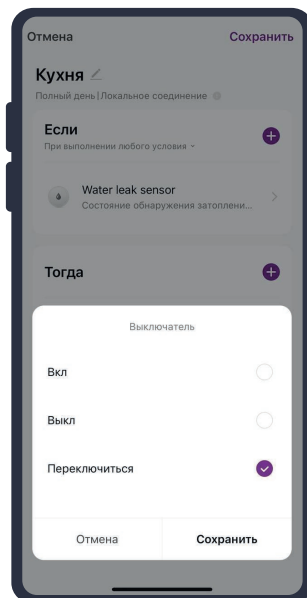 Отмена Сохранить
Кухня
Полный день|Локальное соединение
Если
При выполнении любого условия
Water leak sensor
Состояние обнаружения затоплени...
Тогда
Выключатель
Вкл
Выкл
Переключиться
Отмена Сохранить